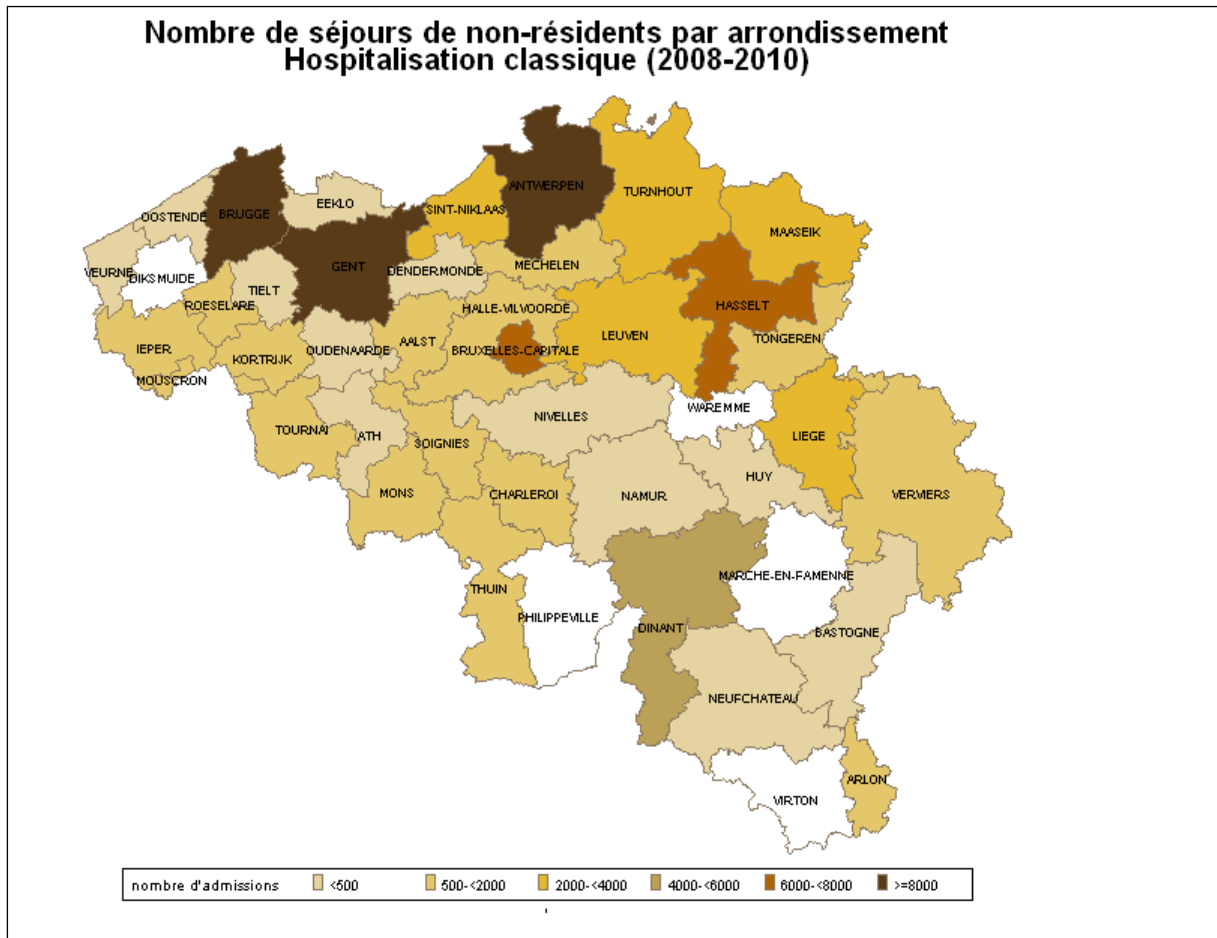 Nombre de séjours de non-résidents par arrondissement
Hospitalisation classique (2008-2010)
ANTWERPEN
TURNHOUT
EEKLO
SINT-NIKLAAS
OOSTENDE
BRUGGE
MAASEIK
GENT
MECHELEN
DENDERMONDE
VEURNE
DIKSMUIDE
TIELT
ROESELARE
HALLE-VILVOORDE
HASSELT
LEUVEN
TONGEREN
IEPER
KORTRIJK
OUDENAARDE
AALST
BRUXELLES-CAPITALE
MOUSCRON
WAREMME
NIVELLES
TOURNAI
ATH
SOIGNIES
LIEGE
HUY
MONS
CHARLEROI
NAMUR
VERVIERS
MARCHE-EN-FAMENNE
THUIN
PHILIPPEVILLE
DINANT
BASTOGNE
NEUFCHATEAU
ARLON
VIRTON
nombre d'admissions <500 500-<2000 2000-<4000 4000-<6000 6000-<8000 >=8000